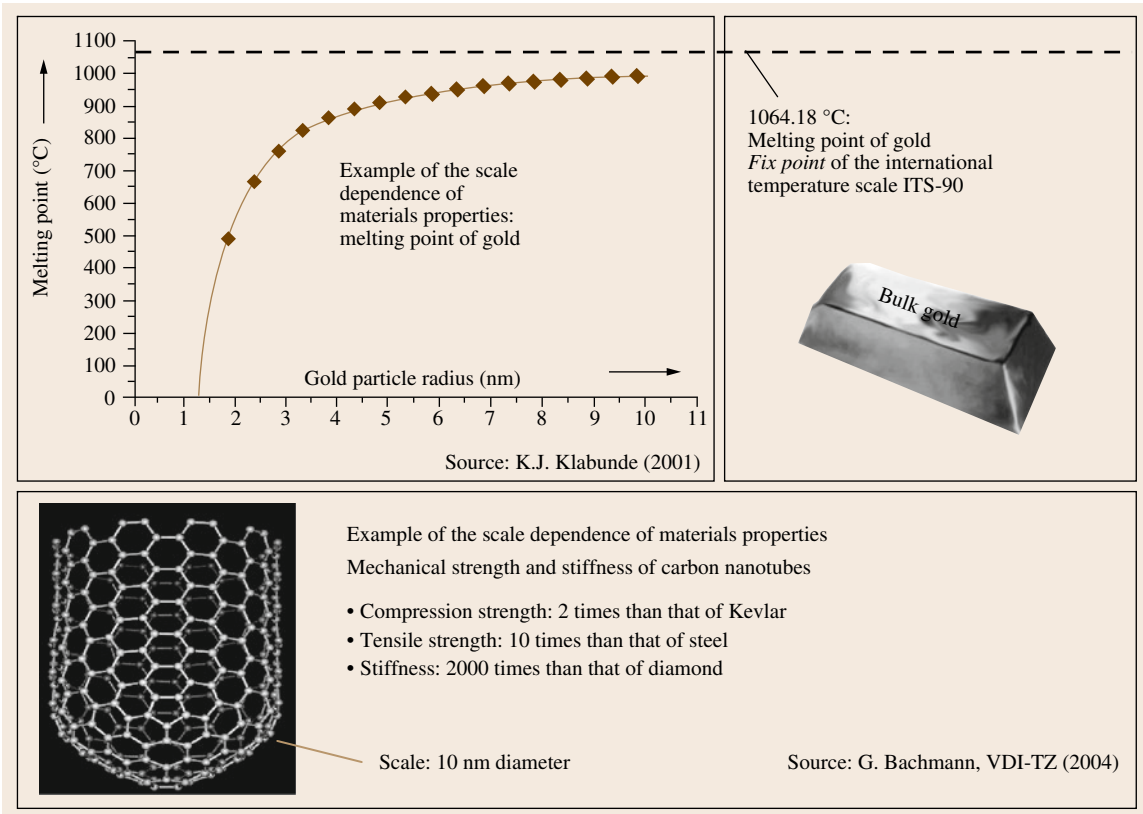 1100
1000
900
800
700
600
500
400
300
200
100
0
Melting point (°C)
0 1 2 3 4 5 6 7 8 9 10 11
Gold particle radius (nm)
Example of the scale
dependence of
materials properties:
melting point of gold
Source: K.J. Klabunde (2001)
1064.18 °C:
Melting point of gold
Fix point of the international
temperature scale ITS-90
Bulk gold
Example of the scale dependence of materials properties
Mechanical strength and stiffness of carbon nanotubes
• Compression strength: 2 times than that of Kevlar
• Tensile strength: 10 times than that of steel
• Stiffness: 2000 times than that of diamond
Scale: 10 nm diameter
Source: G. Bachmann, VDI-TZ (2004)